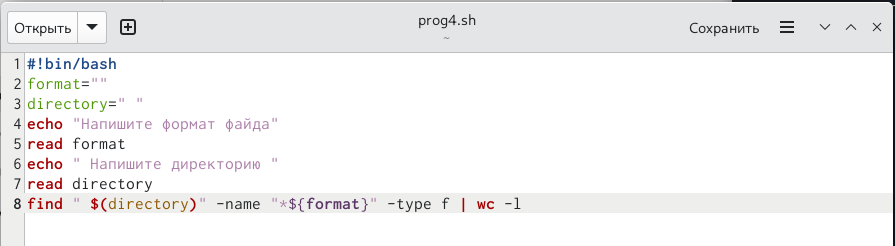 Открыть
prog4.sh
~
Сохранить
1 #!bin/bash
2 format=""
3 directory=" "
4 echo "Напишите формат файда"
5 read format
6 echo " Напишите директорию "
7 read directory
8 find " $(directory)" -name "*${format}" -type f | wc -l